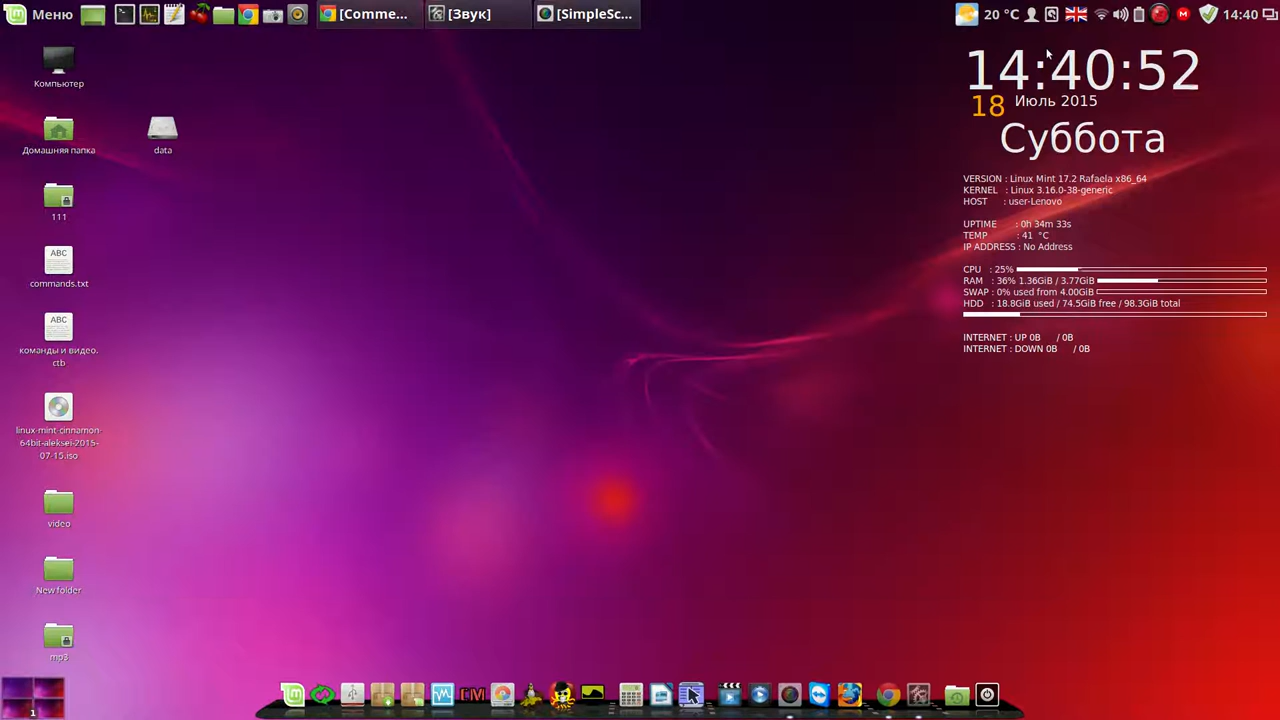 Меню
[Comme...
[Звук]
[SimpleSc...
20 °C
14:40
Компьютер
Домашняя папка
data
111
commands.txt
команды и видео.
ctb
linux-mint-cinnamon-
64bit-aleksei-2015-
07-15.iso
video
New folder
mp3
1
14:40:52
18 Июль 2015
Суббота
VERSION : Linux Mint 17.2 Rafaela x86_64
KERNEL : Linux 3.16.0-38-generic
HOST : user-Lenovo
UPTIME : 0h 34m 33s
TEMP : 41 °C
IP ADDRESS : No Address
CPU : 25%
RAM : 36% 1.36GiB / 3.77GiB
SWAP : 0% used from 4.00GiB
HDD : 18.8GiB used / 74.5GiB free / 98.3GiB total
INTERNET : UP 0B / 0B
INTERNET : DOWN 0B / 0B